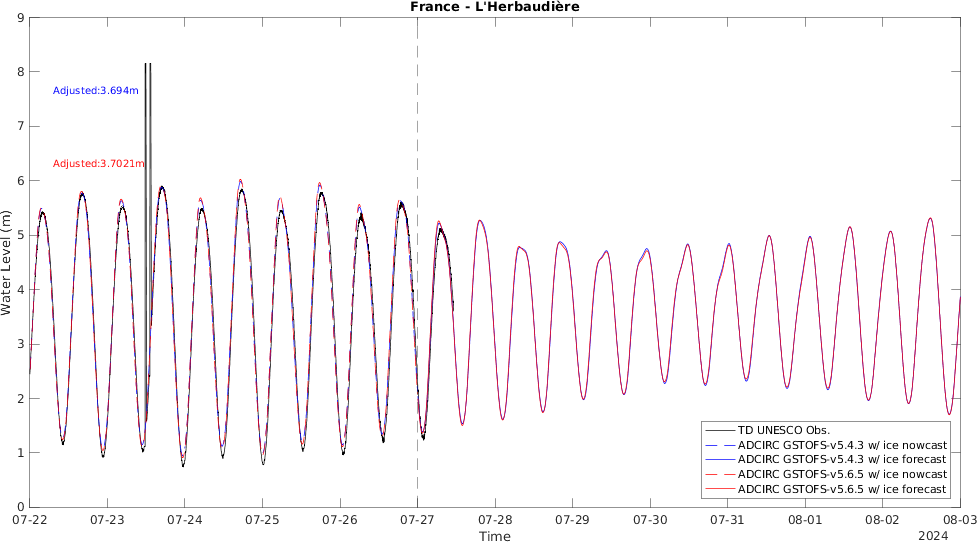 France - L'Herbaudière
9
8
7
6
5
4
3
2
1
0
Water Level (m)
Adjusted:3.694m
Adjusted:3.7021m
TD UNESCO Obs.
ADCIRC GSTOFS-v5.4.3 w/ ice nowcast
ADCIRC GSTOFS-v5.4.3 w/ ice forecast
ADCIRC GSTOFS-v5.6.5 w/ ice nowcast
ADCIRC GSTOFS-v5.6.5 w/ ice forecast
07-22 07-23 07-24 07-25 07-26 07-27 07-28 07-29 07-30 07-31 08-01 08-02 08-03
Time
2024